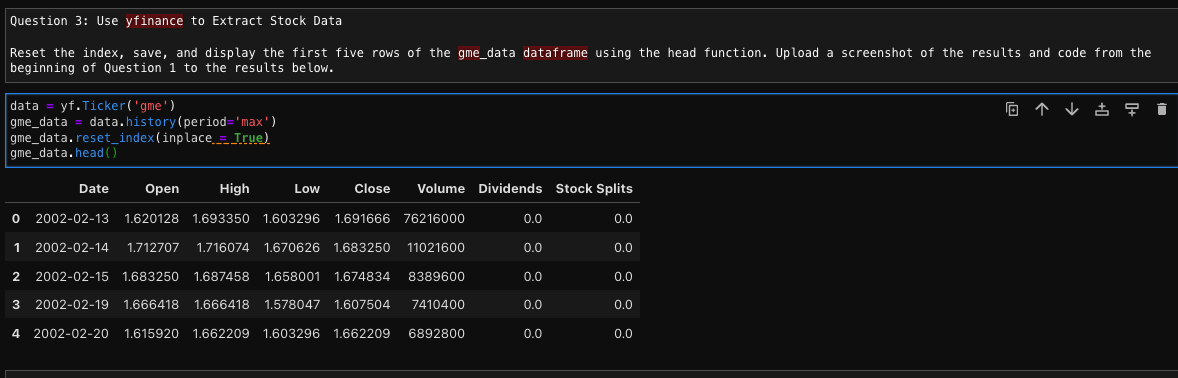 Question 3: Use yfinance to Extract Stock Data
Reset the index, save, and display the first five rows of the gme_data dataframe using the head function. Upload a screenshot of the results and code from the
beginning of Question 1 to the results below.
data = yf.Ticker('gme')
gme_data = data.history(period='max')
gme_data.reset_index(inplace = True)
gme_data.head()
Date Open High Low Close Volume Dividends Stock Splits
0 2002-02-13 1.620128 1.693350 1.603296 1.691666 76216000 0.0 0.0
1 2002-02-14 1.712707 1.716074 1.670626 1.683250 11021600 0.0 0.0
2 2002-02-15 1.683250 1.687458 1.658001 1.674834 8389600 0.0 0.0
3 2002-02-19 1.666418 1.666418 1.578047 1.607504 7410400 0.0 0.0
4 2002-02-20 1.615920 1.662209 1.603296 1.662209 6892800 0.0 0.0